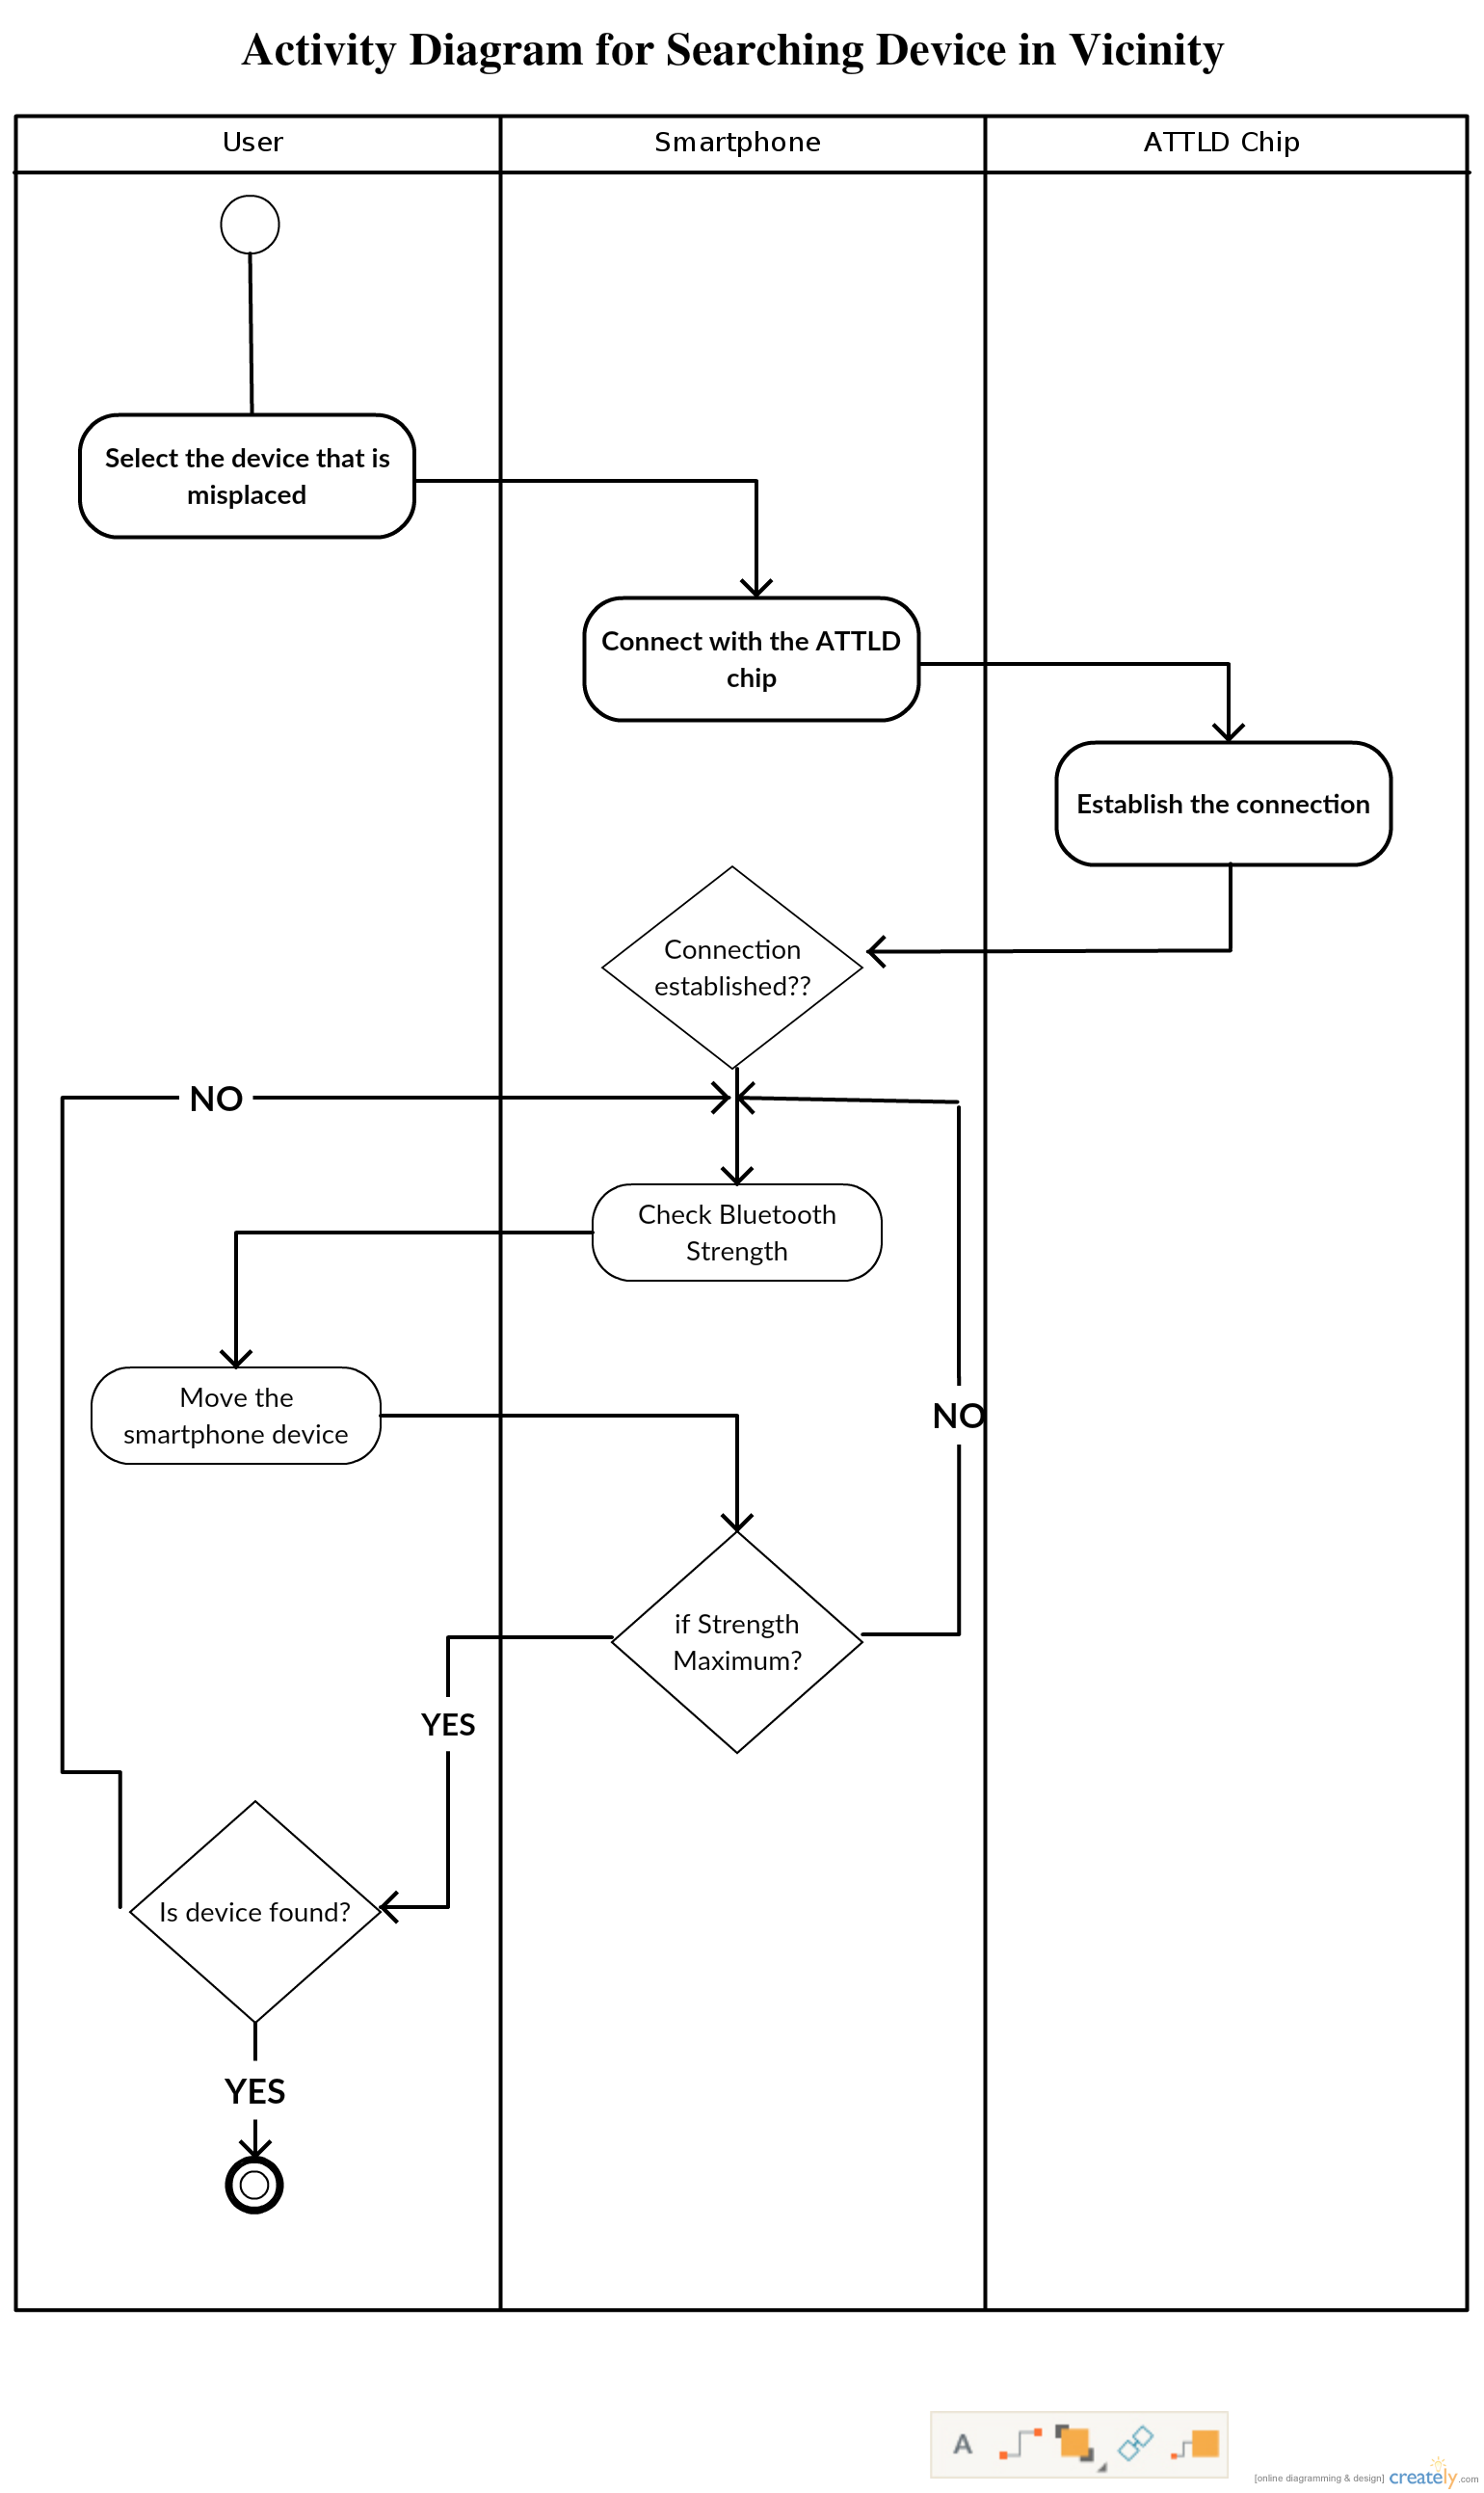 Activity Diagram for Searching Device in Vicinity
User
Smartphone
ATTLD Chip
Select the device that is
misplaced
Connect with the ATTLD
chip
Establish the connection
Connection
established??
NO
Check Bluetooth
Strength
Move the
smartphone device
NO
if Strength
Maximum?
YES
Is device found?
YES
A
[online diagramming & design] creately.com